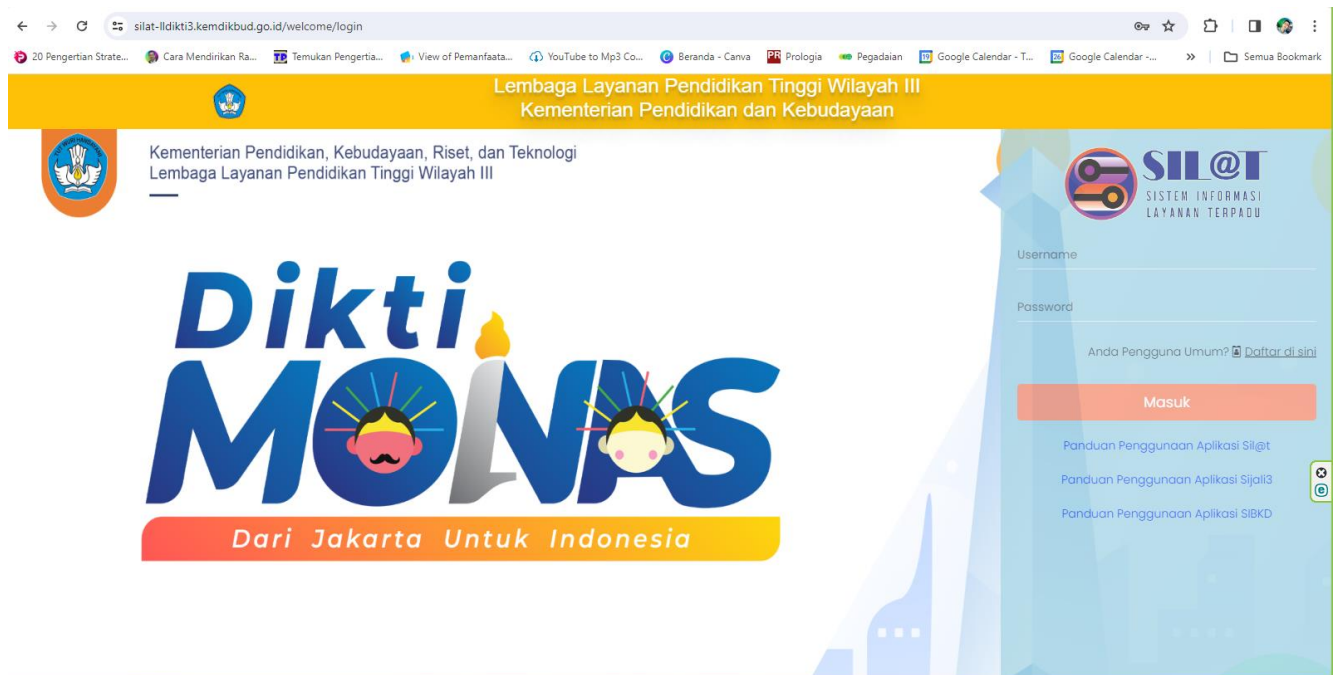 silat-lldikti3.kemdikbud.go.id/welcome/login
20 Pengertian Strate... Cara Mendirikan Ra... TD Temukan Pengertia... View of Pemanfaata... YouTube to Mp3 Co... C Beranda - Canva PR Prologia Pegadaian 19 Google Calendar - T... 26 Google Calendar -... » Semua Bookmark
Lembaga Layanan Pendidikan Tinggi Wilayah III
Kementerian Pendidikan dan Kebudayaan
Kementerian Pendidikan, Kebudayaan, Riset, dan Teknologi
Lembaga Layanan Pendidikan Tinggi Wilayah III
Dikti
MONAS
Dari Jakarta Untuk Indonesia
SIL@T
SISTEM INFORMASI
LAYANAN TERPADU
Username
Password
Anda Pengguna Umum? Daftar di sini
Masuk
Panduan Penggunaan Aplikasi Sil@t
Panduan Penggunaan Aplikasi Sijali3
Panduan Penggunaan Aplikasi SIBKD